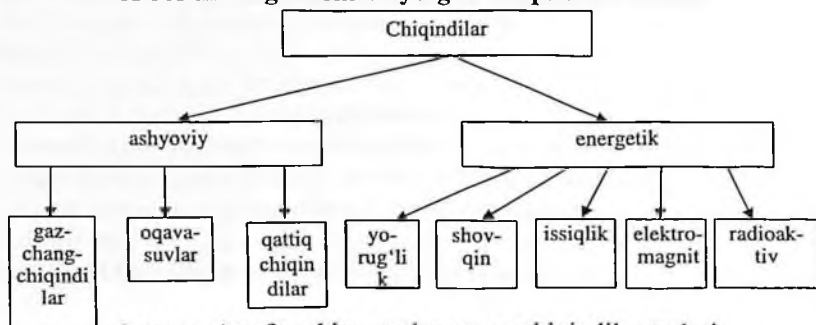 Chiqindilar
ashyoviy
energetik
gaz-
chang-
chiqindi
lar
oqava-
suvlar
qattiq
chiqin
dilar
yo-
rug'li
k
shov-
qin
issiqlik
elektro-
magnit
radioak-
tiv